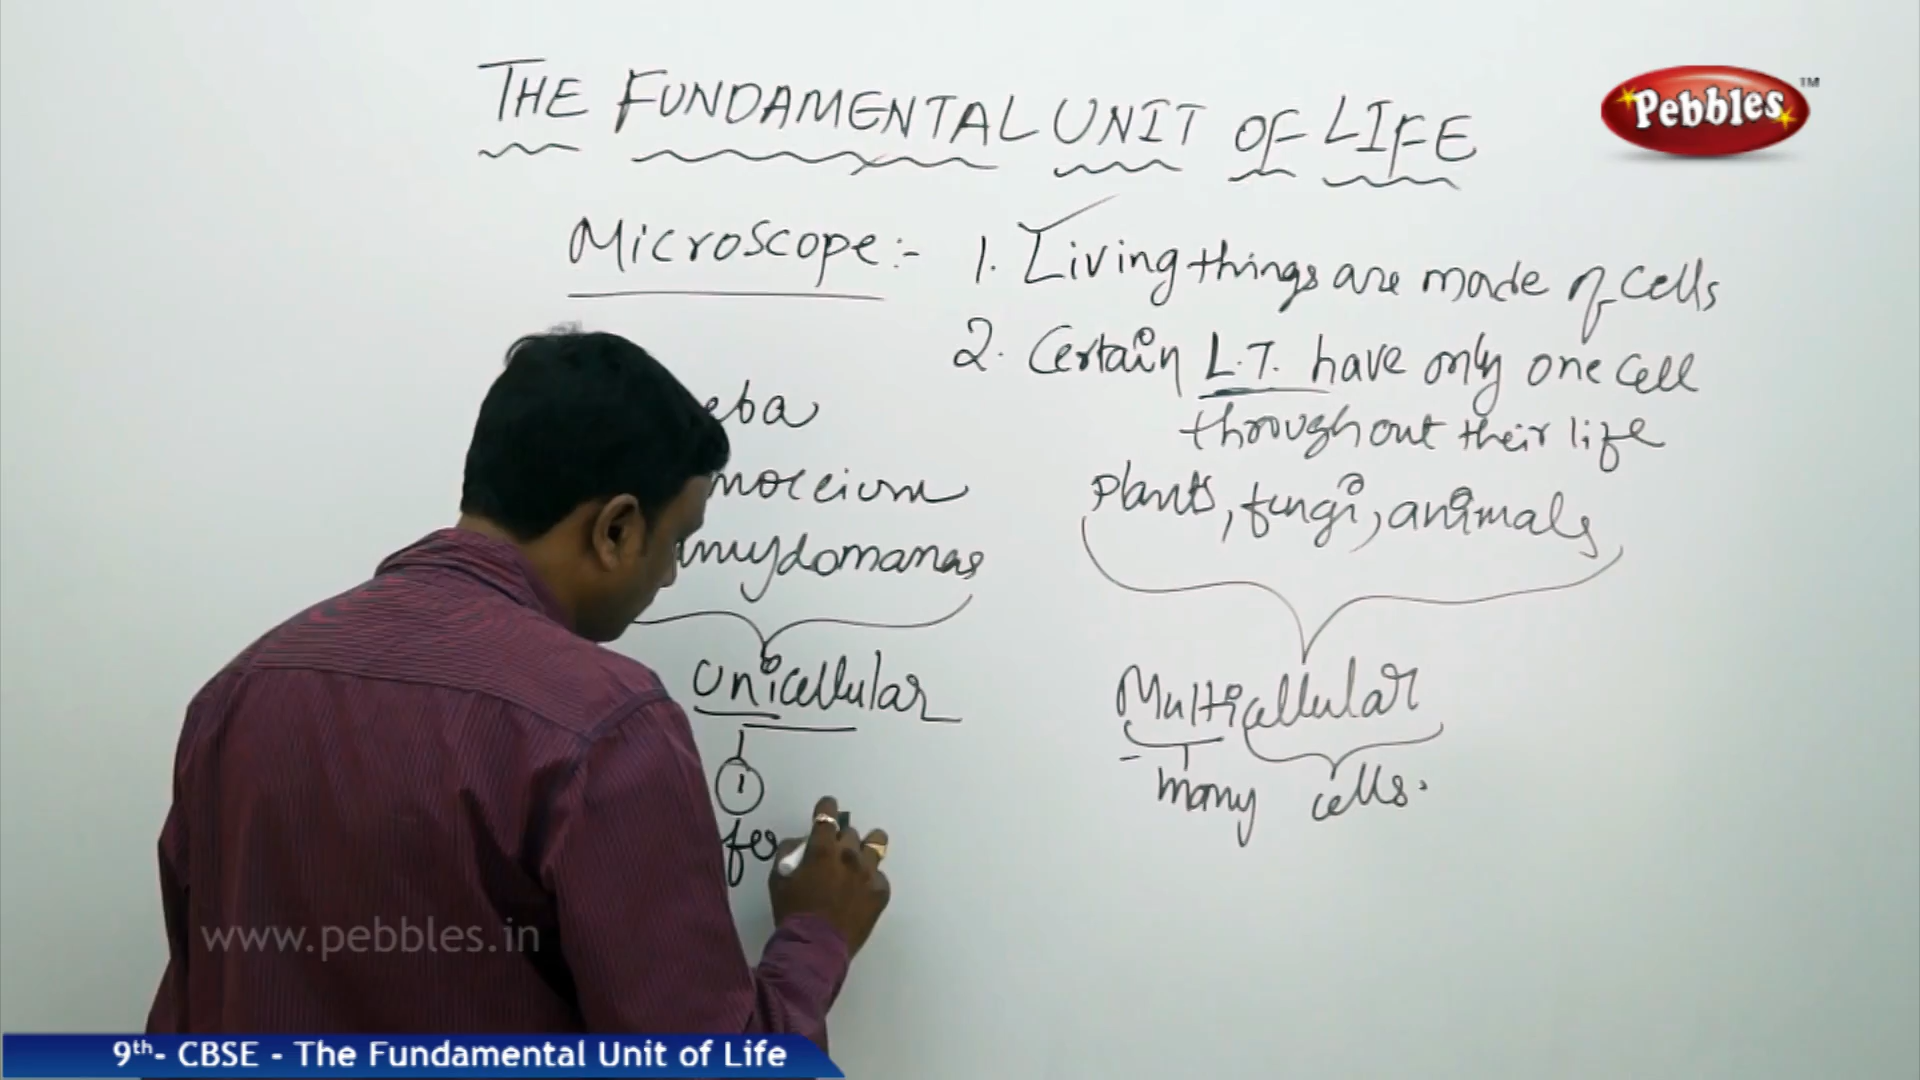 THE FUNDAMENTAL UNIT OF LIFE
Pebbles™
Microscope:-
1. Living things are made of cells
2. Certain L.T. have only one cell
throughout their life
eba
plants, fungi, animals
Unicellular
Multicellular
1
many cells.
www.pebbles.in
9th- CBSE - The Fundamental Unit of Life